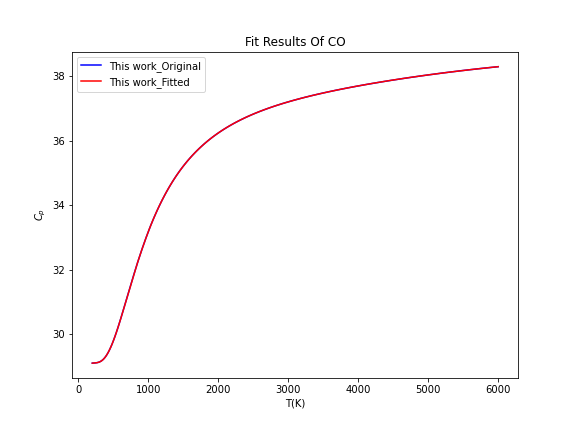 Fit Results Of CO
This work_Original
This work_Fitted
38
36
34
32
30
C_p
0 1000 2000 3000 4000 5000 6000
T(K)